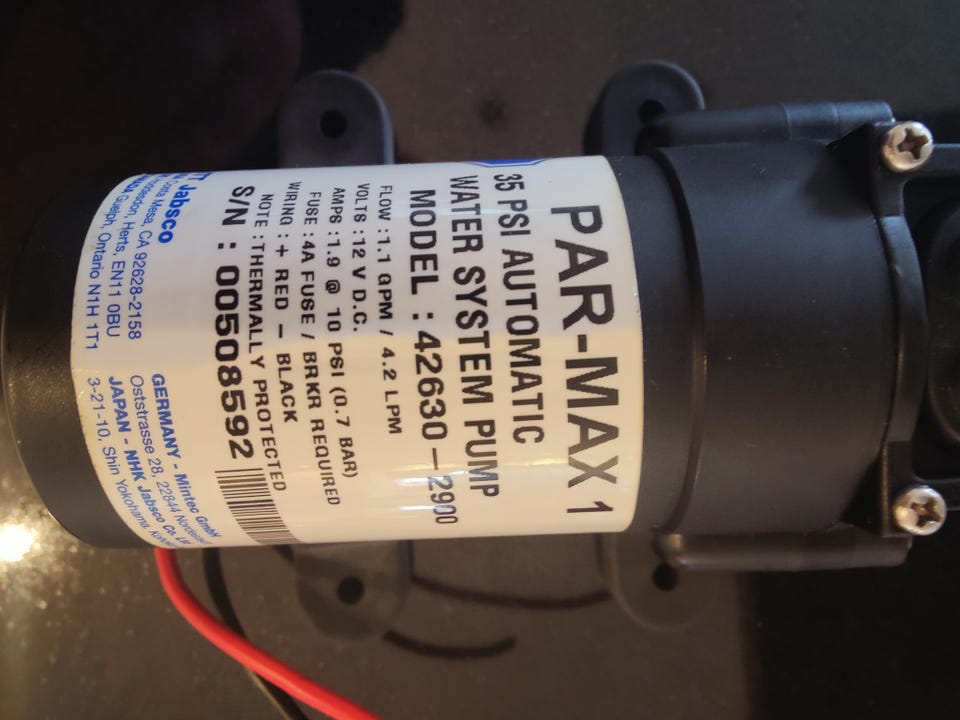 PAR-MAX 1
35 PSI AUTOMATIC
WATER SYSTEM PUMP
MODEL : 42630-2900
FLOW : 1.1 GPM / 4.2 LPM
VOLTS : 12 V D.C.
AMPS : 1.9 @ 10 PSI (0.7 BAR)
FUSE : 4A FUSE / BRKR REQUIRED
WIRING : + RED - BLACK
NOTE : THERMALLY PROTECTED
S/N : 00508592
Jabsco
Mesa, CA 92628-2158
Herts, EN11 0BU
Guelph, Ontario N1H 1T1
GERMANY - Mintec GmbH
Oststrasse 28, 22844
JAPAN - NHK Jabsco Co.
3-21-10, Shin Yokohama,